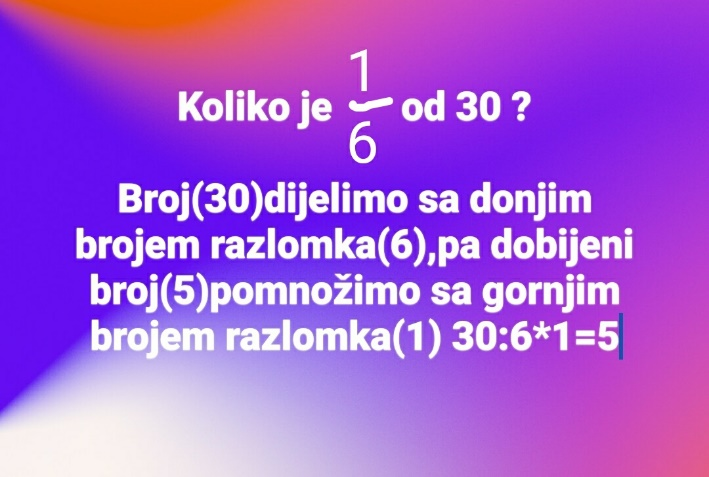 Koliko je 1/6 od 30 ?
Broj(30)dijelimo sa donjim
brojem razlomka(6),pa dobijeni
broj(5)pomnožimo sa gornjim
brojem razlomka(1) 30:6*1=5